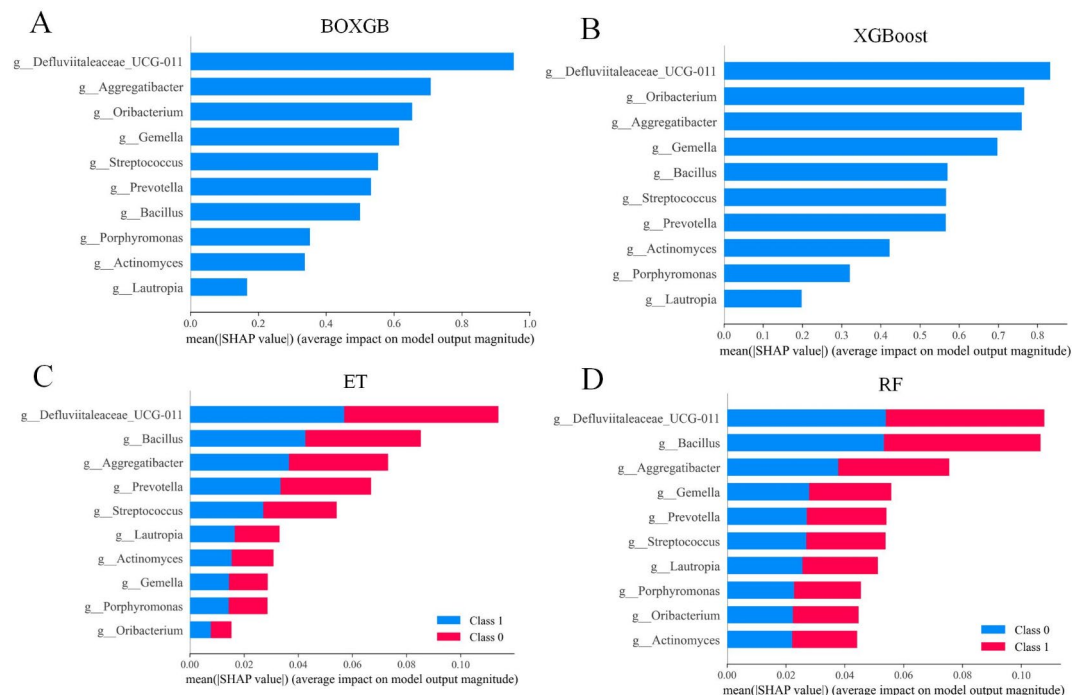 A
BOXGB
g__Defluviitaleaceae_UCG-011
g__Aggregatibacter
g__Oribacterium
g__Gemella
g__Streptococcus
g__Prevotella
g__Bacillus
g__Porphyromonas
g__Actinomyces
g__Lautropia
0.0 0.2 0.4 0.6 0.8 1.0
mean(|SHAP value|) (average impact on model output magnitude)
B
XGBoost
g__Defluviitaleaceae_UCG-011
g__Oribacterium
g__Aggregatibacter
g__Gemella
g__Bacillus
g__Streptococcus
g__Prevotella
g__Actinomyces
g__Porphyromonas
g__Lautropia
0.0 0.1 0.2 0.3 0.4 0.5 0.6 0.7 0.8
mean(|SHAP value|) (average impact on model output magnitude)
C
ET
g__Defluviitaleaceae_UCG-011
g__Bacillus
g__Aggregatibacter
g__Prevotella
g__Streptococcus
g__Lautropia
g__Actinomyces
g__Gemella
g__Porphyromonas
g__Oribacterium
Class 1
Class 0
0.00 0.02 0.04 0.06 0.08 0.10
mean(|SHAP value|) (average impact on model output magnitude)
D
RF
g__Defluviitaleaceae_UCG-011
g__Bacillus
g__Aggregatibacter
g__Gemella
g__Prevotella
g__Streptococcus
g__Lautropia
g__Porphyromonas
g__Oribacterium
g__Actinomyces
Class 0
Class 1
0.00 0.02 0.04 0.06 0.08 0.10
mean(|SHAP value|) (average impact on model output magnitude)